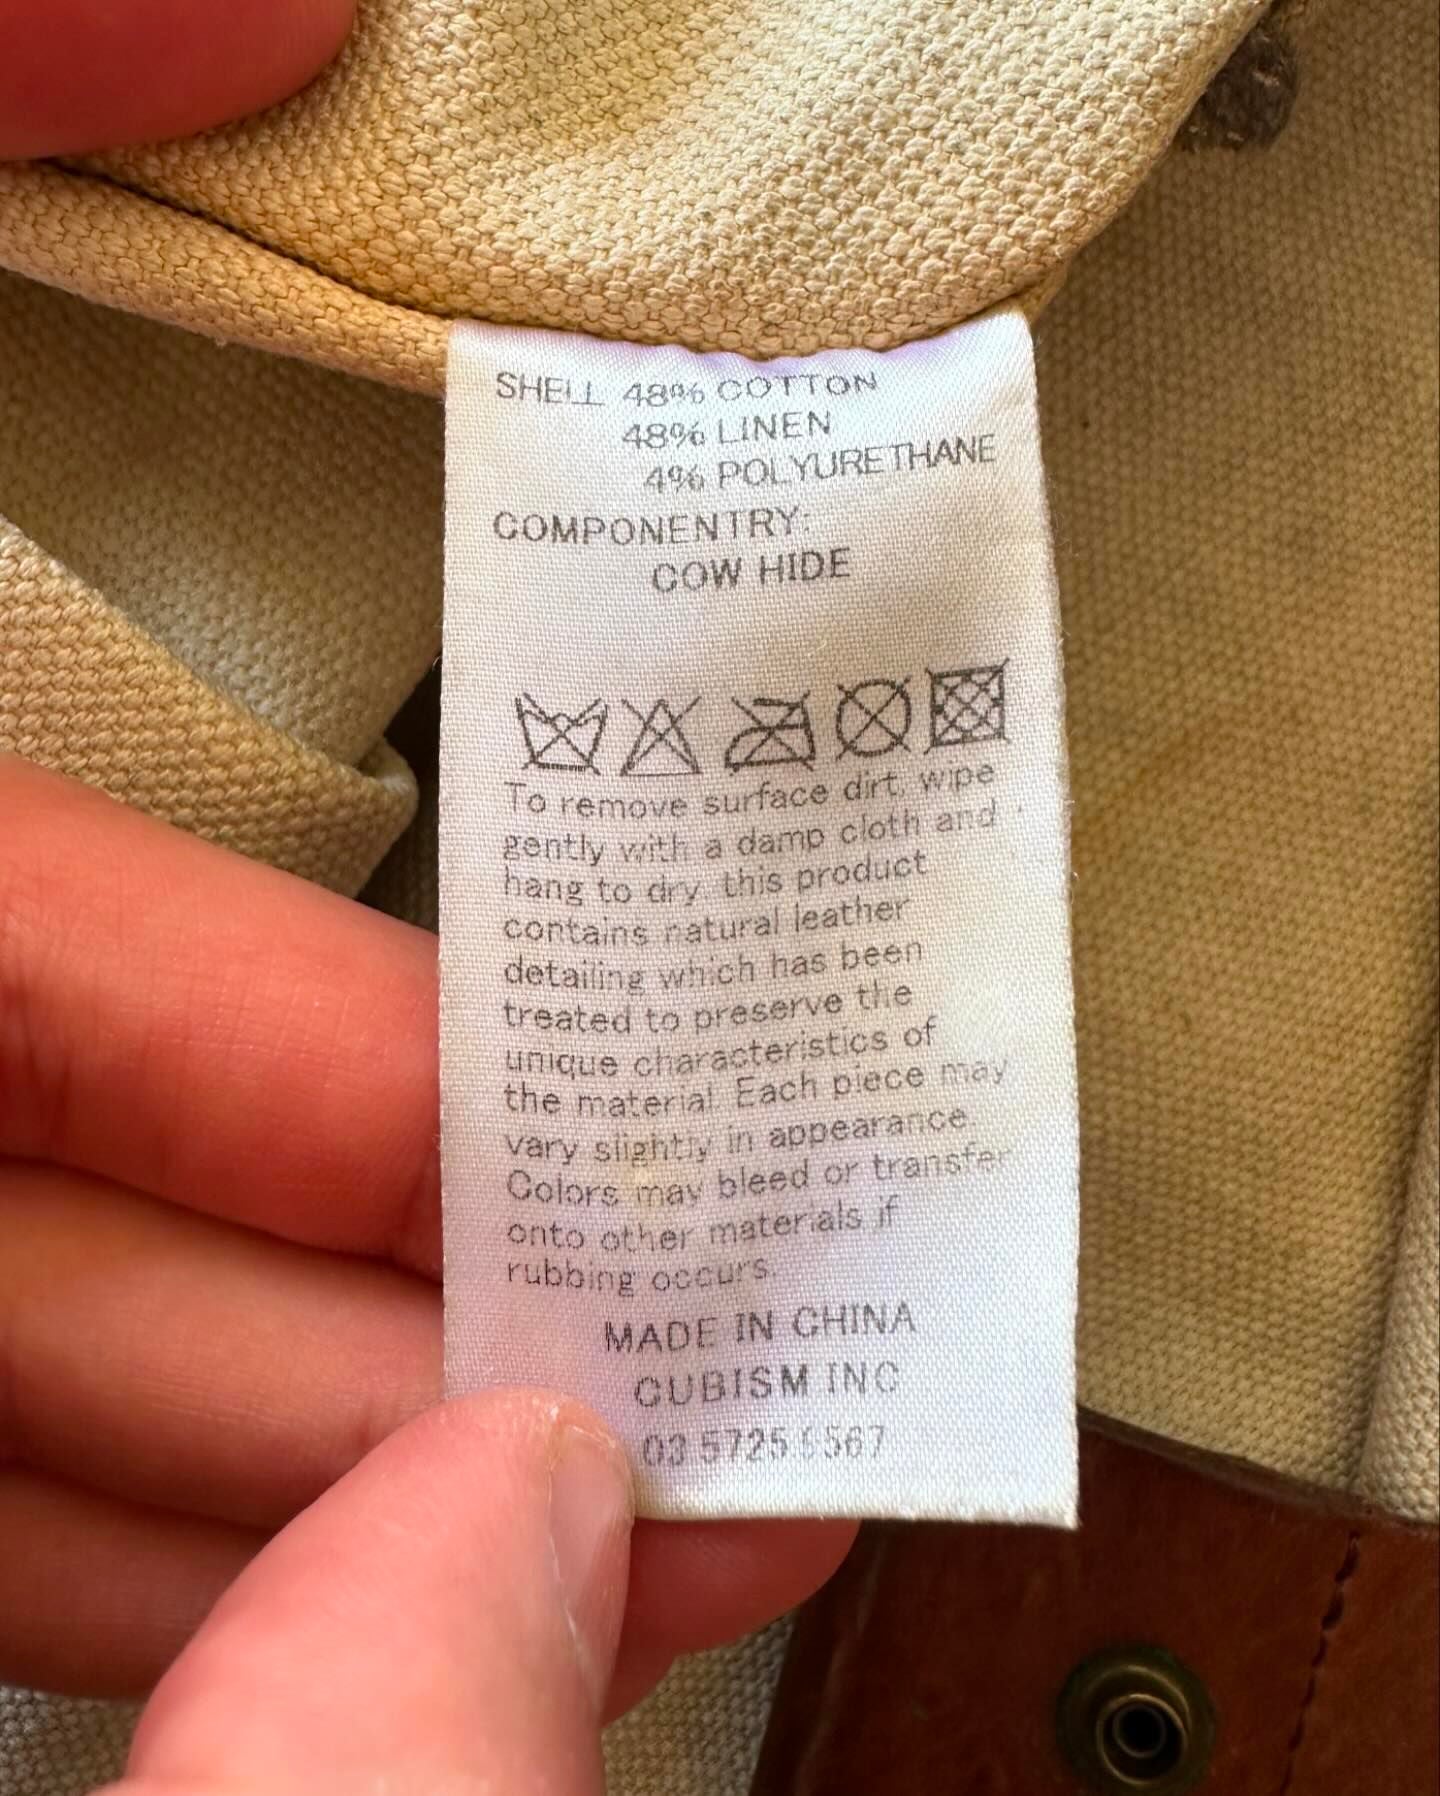 SHELL 48% COTTON
48% LINEN
4% POLYURETHANE
COMPONENTRY:
COW HIDE
To remove surface dirt, wipe
gently with a damp cloth and
hang to dry. this product
contains natural leather
detailing which has been
treated to preserve the
unique characteristics of
the material. Each piece may
vary slightly in appearance.
Colors may bleed or transfer
onto other materials if
rubbing occurs.
MADE IN CHINA
CUBISM INC
03